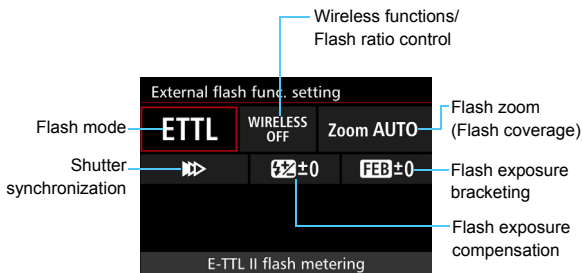 Wireless functions/
Flash ratio control
External flash func. setting
Flash mode
ETTL
WIRELESS
OFF
Zoom AUTO
Flash zoom
(Flash coverage)
Shutter
synchronization
±0
FEB±0
Flash exposure
bracketing
Flash exposure
compensation
E-TTL II flash metering